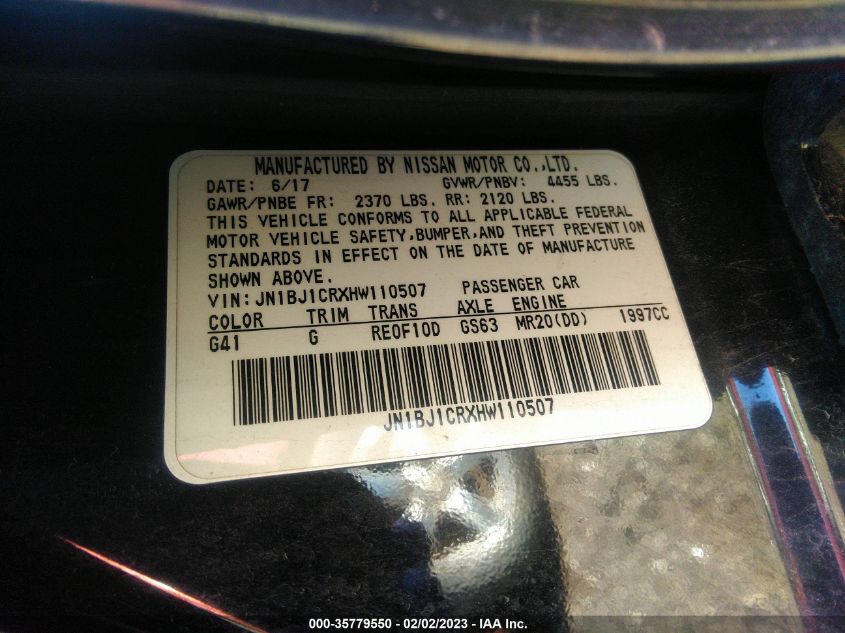 MANUFACTURED BY NISSAN MOTOR CO.,LTD.
DATE: 6/17 GVWR/PNBV: 4455 LBS.
GAWR/PNBE FR: 2370 LBS. RR: 2120 LBS.
THIS VEHICLE CONFORMS TO ALL APPLICABLE FEDERAL
MOTOR VEHICLE SAFETY,BUMPER,AND THEFT PREVENTION
STANDARDS IN EFFECT ON THE DATE OF MANUFACTURE
SHOWN ABOVE.
VIN:JN1BJ1CRXHW110507 PASSENGER CAR
COLOR TRIM TRANS AXLE ENGINE
G41 G RE0F10D GS63 MR20(DD) 1997CC
JN1BJ1CRXHW110507
000-35779550 - 02/02/2023 - IAA Inc.